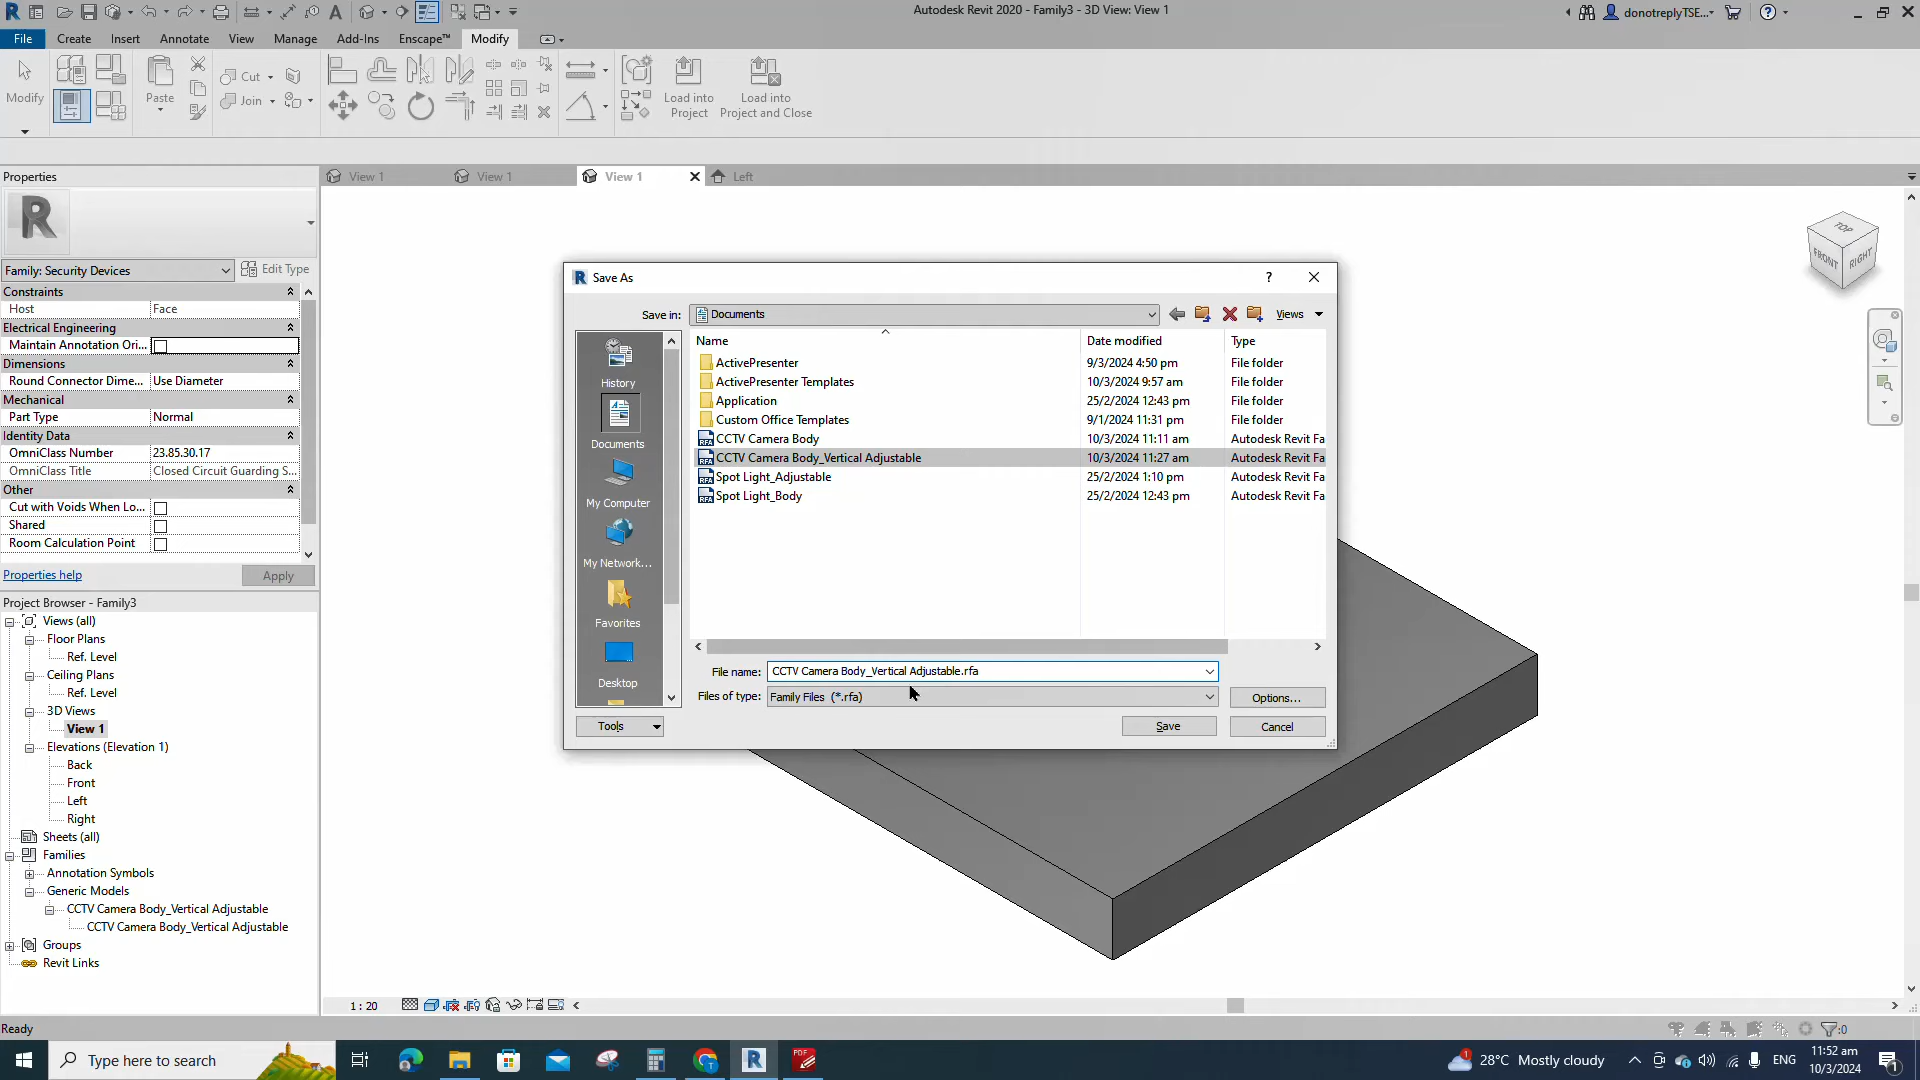 Autodesk Revit 2020 - Family3 - 3D View: View 1
donotreplyTSE...
File
Create
Insert
Annotate
View
Manage
Add-Ins
Enscape™
Modify
Modify
Paste
Cut
Join
Load into
Project
Load into
Project and Close
Properties
View 1
View 1
View 1
Left
Family: Security Devices
Edit Type
Constraints
Host
Face
Electrical Engineering
Maintain Annotation Ori...
Dimensions
Round Connector Dime...
Use Diameter
Mechanical
Part Type
Normal
Identity Data
OmniClass Number
23.85.30.17
OmniClass Title
Closed Circuit Guarding S...
Other
Cut with Voids When Lo...
Shared
Room Calculation Point
Properties help
Apply
Project Browser - Family3
Views (all)
Floor Plans
Ref. Level
Ceiling Plans
Ref. Level
3D Views
View 1
Elevations (Elevation 1)
Back
Front
Left
Right
Sheets (all)
Families
Annotation Symbols
Generic Models
CCTV Camera Body_Vertical Adjustable
CCTV Camera Body_Vertical Adjustable
Groups
Revit Links
TOP
FRONT
RIGHT
Save As
Save in:
Documents
Views
History
Documents
My Computer
My Network...
Favorites
Desktop
Name
Date modified
Type
ActivePresenter
9/3/2024 4:50 pm
File folder
ActivePresenter Templates
10/3/2024 9:57 am
File folder
Application
25/2/2024 12:43 pm
File folder
Custom Office Templates
9/1/2024 11:31 pm
File folder
CCTV Camera Body
10/3/2024 11:11 am
Autodesk Revit Fa
CCTV Camera Body_Vertical Adjustable
10/3/2024 11:27 am
Autodesk Revit Fa
Spot Light_Adjustable
25/2/2024 1:10 pm
Autodesk Revit Fa
Spot Light_Body
25/2/2024 12:43 pm
Autodesk Revit Fa
File name:
CCTV Camera Body_Vertical Adjustable.rfa
Files of type:
Family Files (*.rfa)
Options...
Tools
Save
Cancel
1 : 20
Ready
:0
Type here to search
28°C Mostly cloudy
ENG
11:52 am
10/3/2024